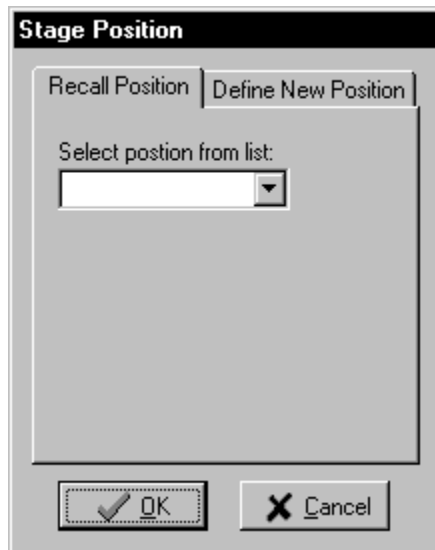 Stage Position
Recall Position Define New Position
Select postion from list:
OK Cancel